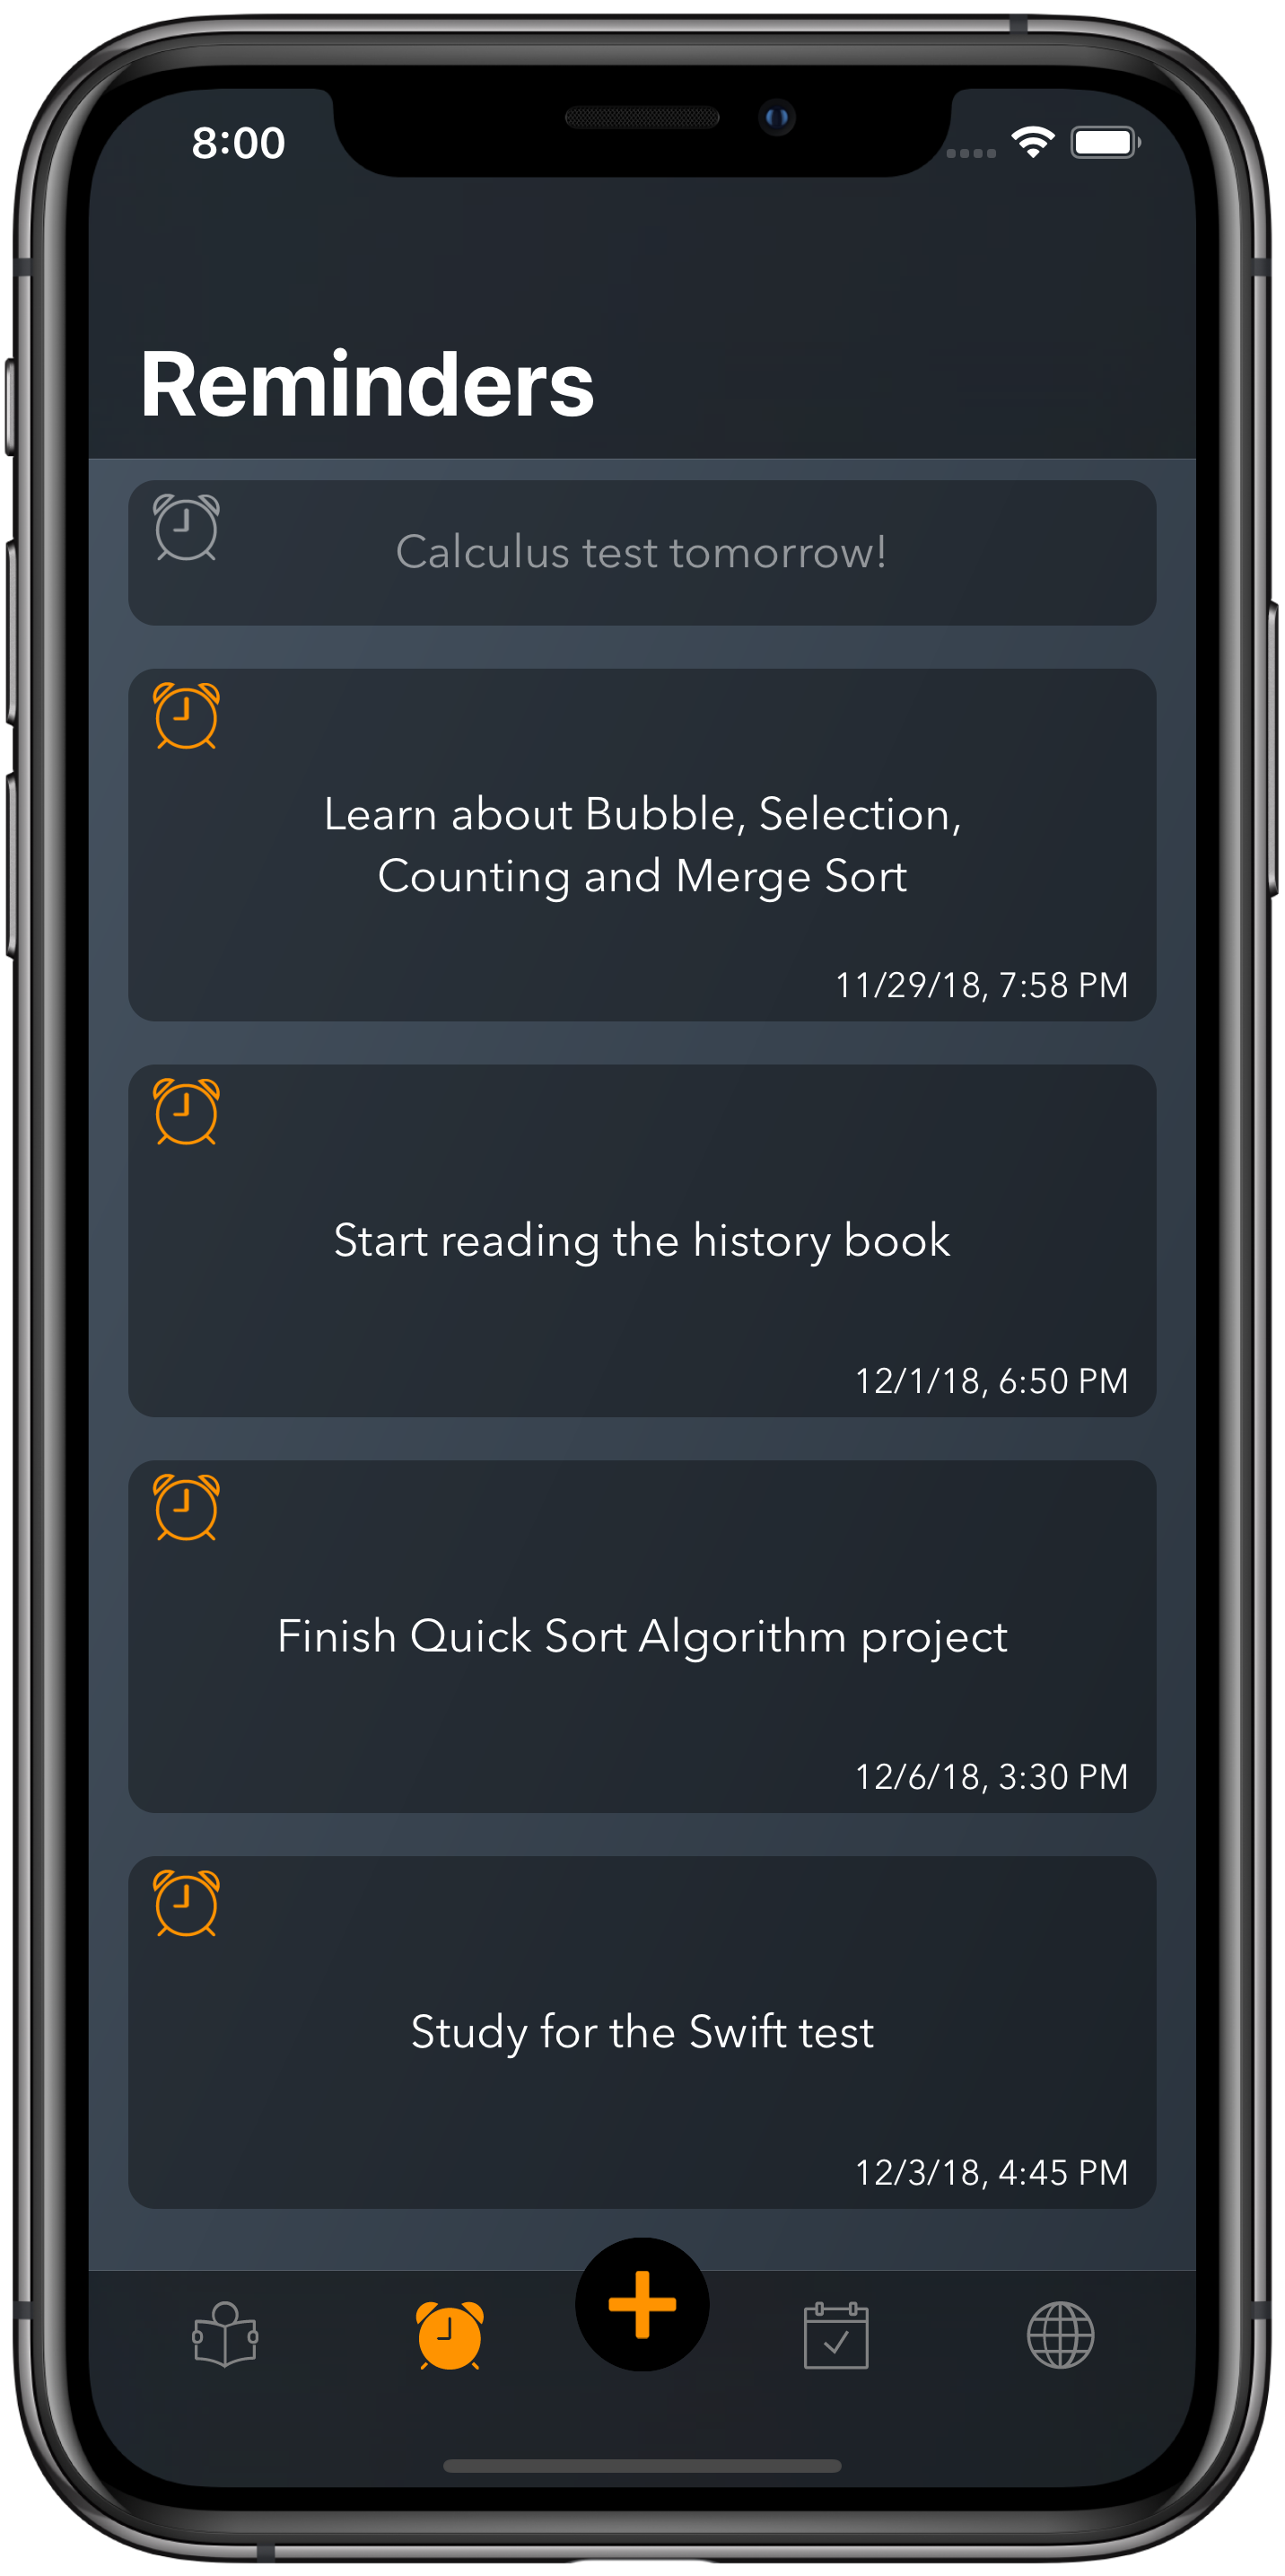 8:00
Reminders
Calculus test tomorrow!
Learn about Bubble, Selection,
Counting and Merge Sort
11/29/18, 7:58 PM
Start reading the history book
12/1/18, 6:50 PM
Finish Quick Sort Algorithm project
12/6/18, 3:30 PM
Study for the Swift test
12/3/18, 4:45 PM